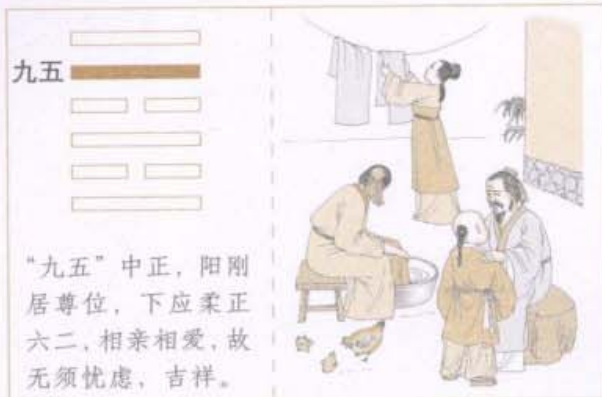 九五
“九五”中正，阳刚
居尊位，下应柔正
六二，相亲相爱，故
无须忧虑，吉祥。